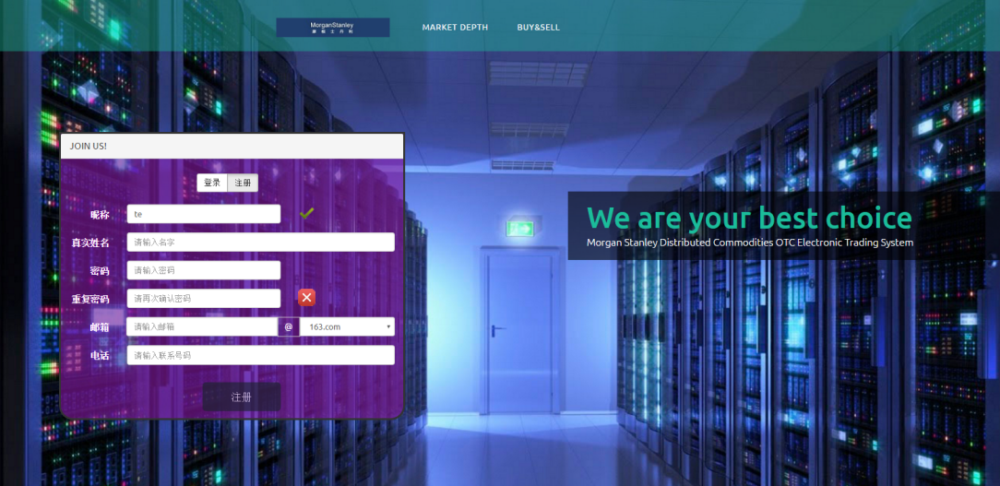 MorganStanley
摩根士丹利
MARKET DEPTH
BUY&SELL
JOIN US!
登录
注册
昵称
te
真实姓名
请输入名字
密码
请输入密码
重复密码
请再次确认密码
邮箱
请输入邮箱
@
163.com
电话
请输入联系号码
注册
We are your best choice
Morgan Stanley Distributed Commodities OTC Electronic Trading System